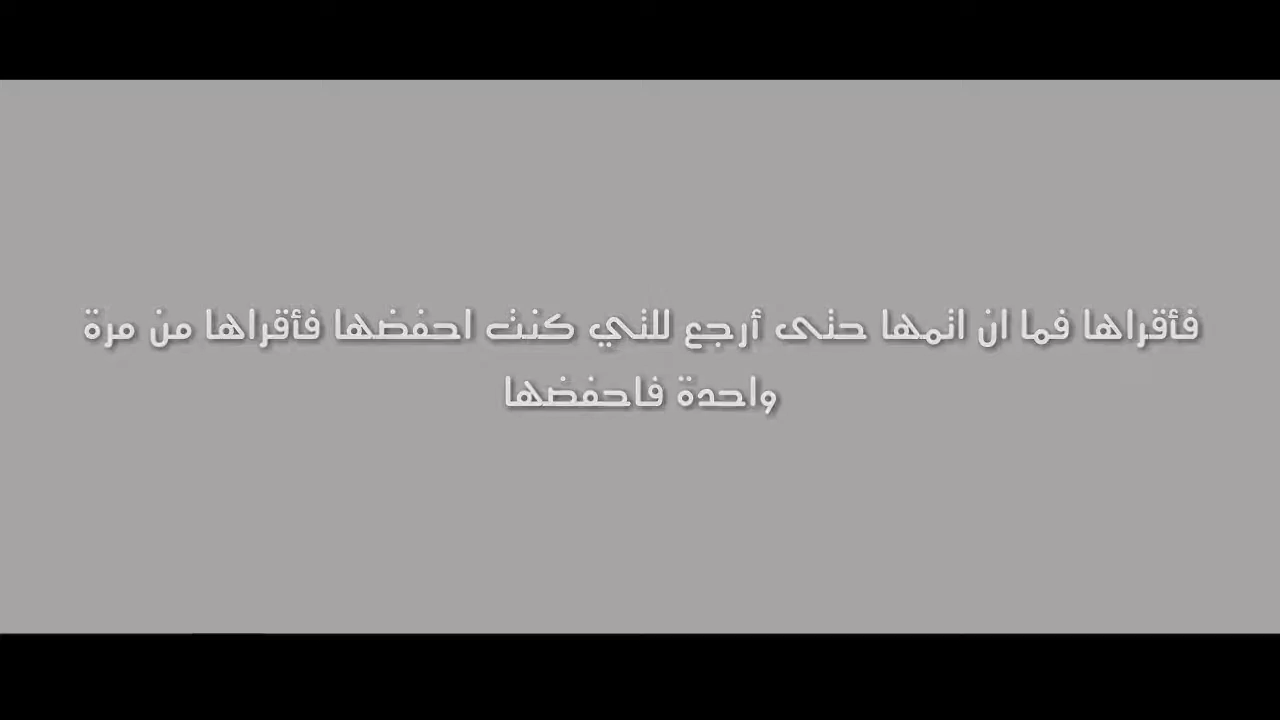 فأقراها فما ان اتمها حتى أرجع للتي كنت احفضها فأقراها من مرة
واحدة فاحفضها